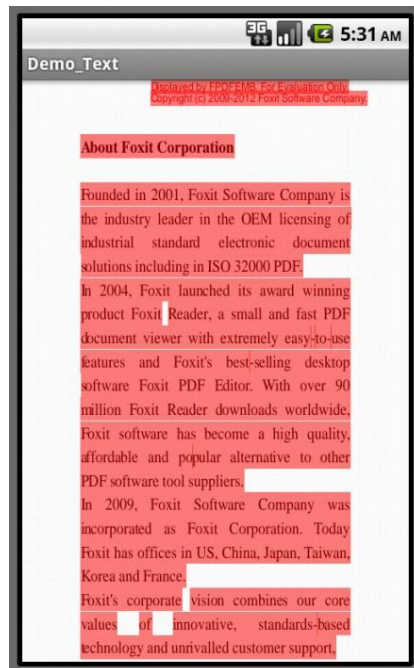 3G 5:31 AM
Demo_Text
Displayed by FPDFEMB. For Evaluation Only.
Copyright (c) 2009-2012 Foxit Software Company.
About Foxit Corporation
Founded in 2001, Foxit Software Company is
the industry leader in the OEM licensing of
industrial standard electronic document
solutions including in ISO 32000 PDF.
In 2004, Foxit launched its award winning
product Foxit Reader, a small and fast PDF
document viewer with extremely easy-to-use
features and Foxit's best-selling desktop
software Foxit PDF Editor. With over 90
million Foxit Reader downloads worldwide,
Foxit software has become a high quality,
affordable and popular alternative to other
PDF software tool suppliers.
In 2009, Foxit Software Company was
incorporated as Foxit Corporation. Today
Foxit has offices in US, China, Japan, Taiwan,
Korea and France.
Foxit's corporate vision combines our core
values of innovative, standards-based
technology and unrivalled customer support,